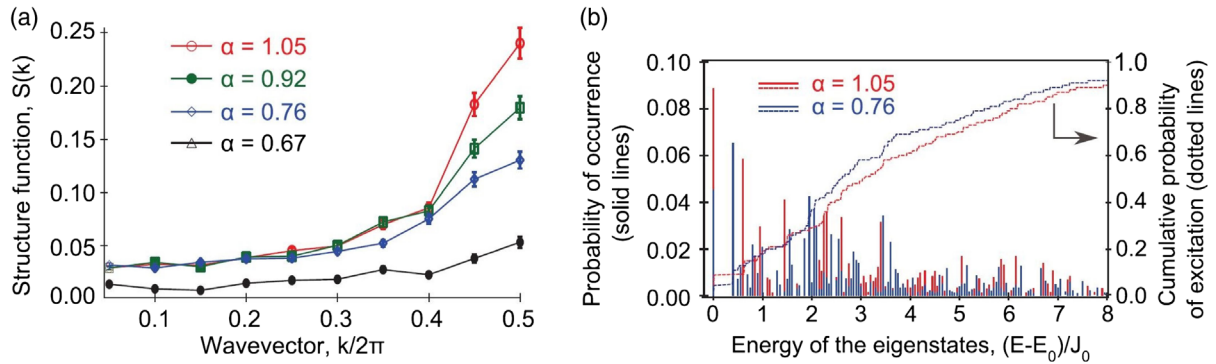 (a)
0.25
0.20
0.15
0.10
0.05
0.00
Structure function, S(k)
α = 1.05
α = 0.92
α = 0.76
α = 0.67
0.1 0.2 0.3 0.4 0.5
Wavevector, k/2π
(b)
0.10
0.08
0.06
0.04
0.02
0.00
Probability of occurrence
(solid lines)
α = 1.05
α = 0.76
1.0
0.8
0.6
0.4
0.2
0.0
Cumulative probability
of excitation (dotted lines)
0 1 2 3 4 5 6 7 8
Energy of the eigenstates, (E-E₀)/J₀